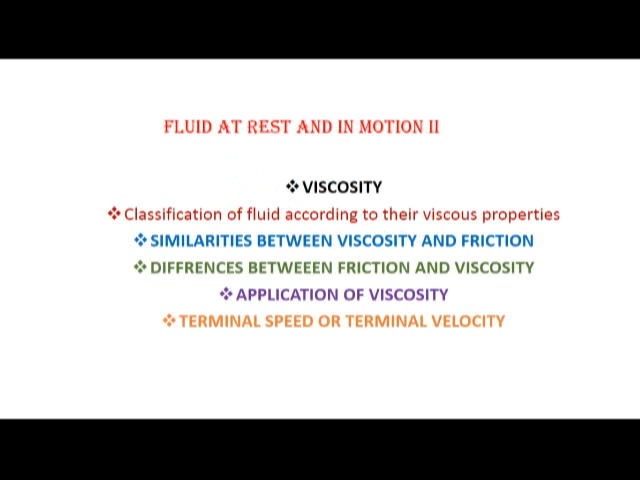 FLUID AT REST AND IN MOTION II
❖VISCOSITY
❖Classification of fluid according to their viscous properties
❖SIMILARITIES BETWEEN VISCOSITY AND FRICTION
❖DIFFRENCES BETWEEEN FRICTION AND VISCOSITY
❖APPLICATION OF VISCOSITY
❖TERMINAL SPEED OR TERMINAL VELOCITY